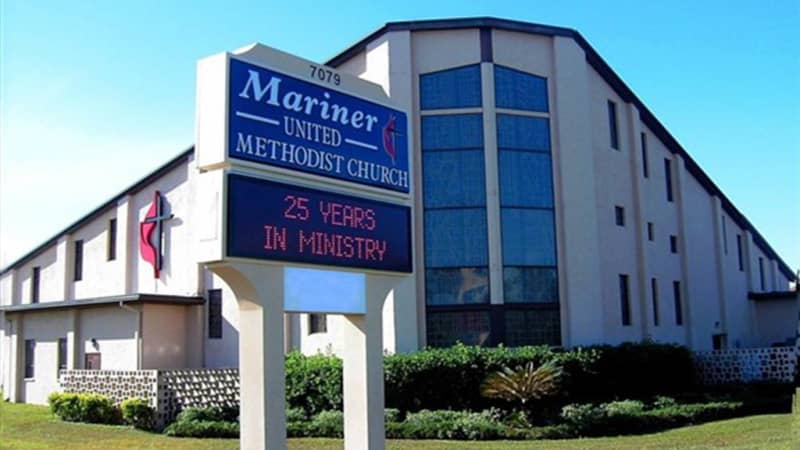 7079
Mariner
UNITED
METHODIST CHURCH
25 YEARS
IN MINISTRY